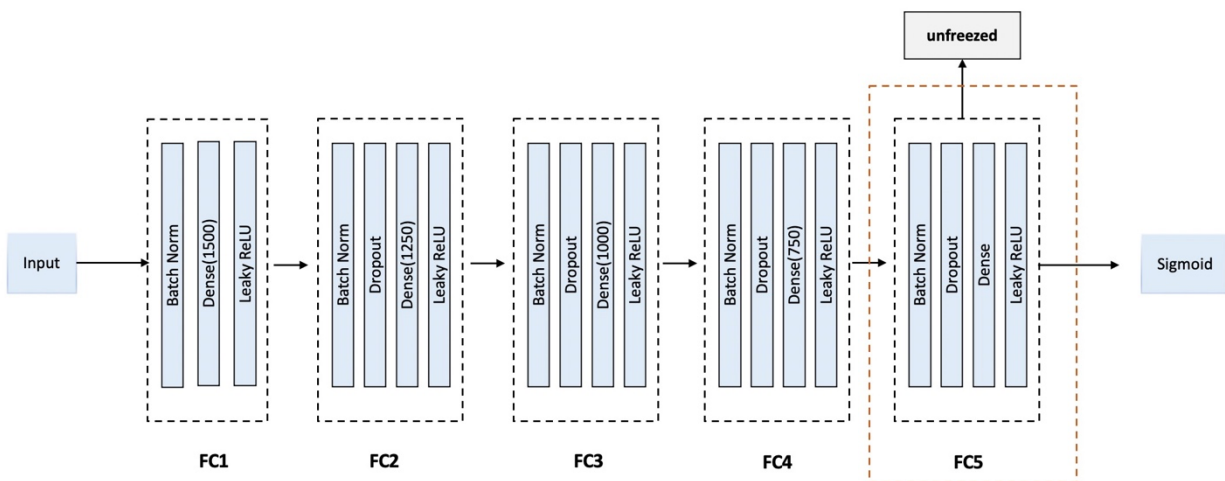 unfreezed
Input
Batch Norm
Dense(1500)
Leaky ReLU
Batch Norm
Dropout
Dense(1250)
Leaky ReLU
Batch Norm
Dropout
Dense(1000)
Leaky ReLU
Batch Norm
Dropout
Dense(750)
Leaky ReLU
Batch Norm
Dropout
Dense
Leaky ReLU
Sigmoid
FC1
FC2
FC3
FC4
FC5